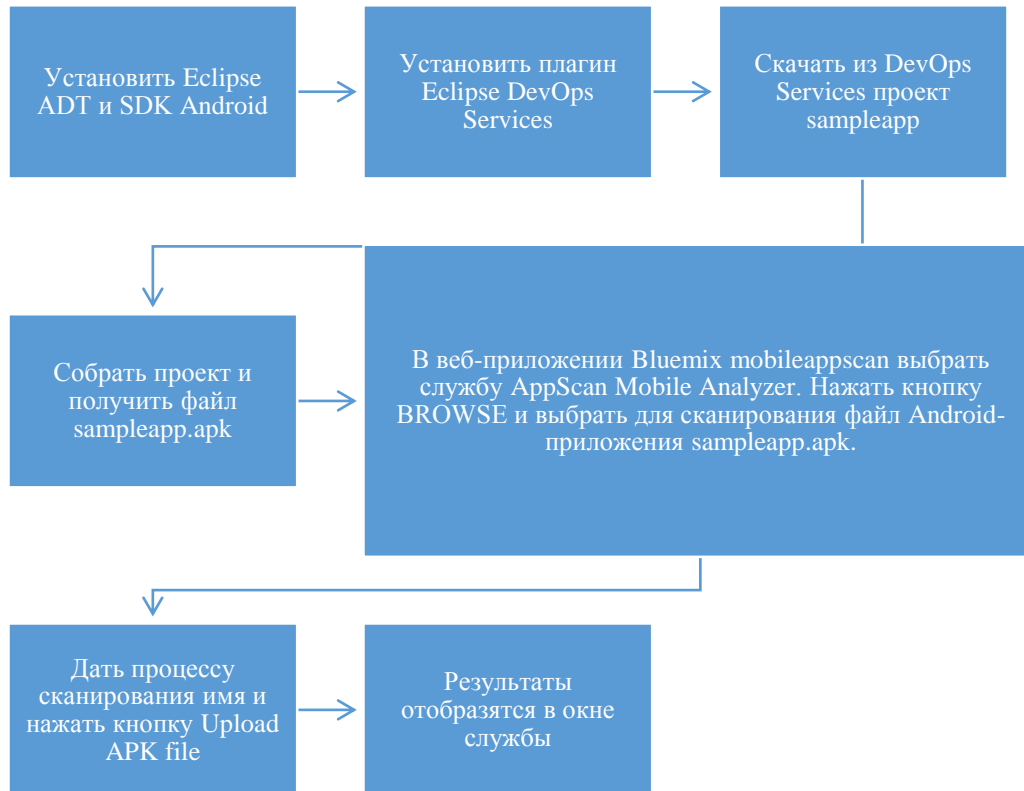 Установить Eclipse
ADT и SDK Android
Установить плагин
Eclipse DevOps
Services
Скачать из DevOps
Services проект
sampleapp
Собрать проект и
получить файл
sampleapp.apk
В веб-приложении Bluemix mobileappscan выбрать
службу AppScan Mobile Analyzer. Нажать кнопку
BROWSE и выбрать для сканирования файл Android-
приложения sampleapp.apk.
Дать процессу
сканирования имя и
нажать кнопку Upload
APK file
Результаты
отобразятся в окне
службы